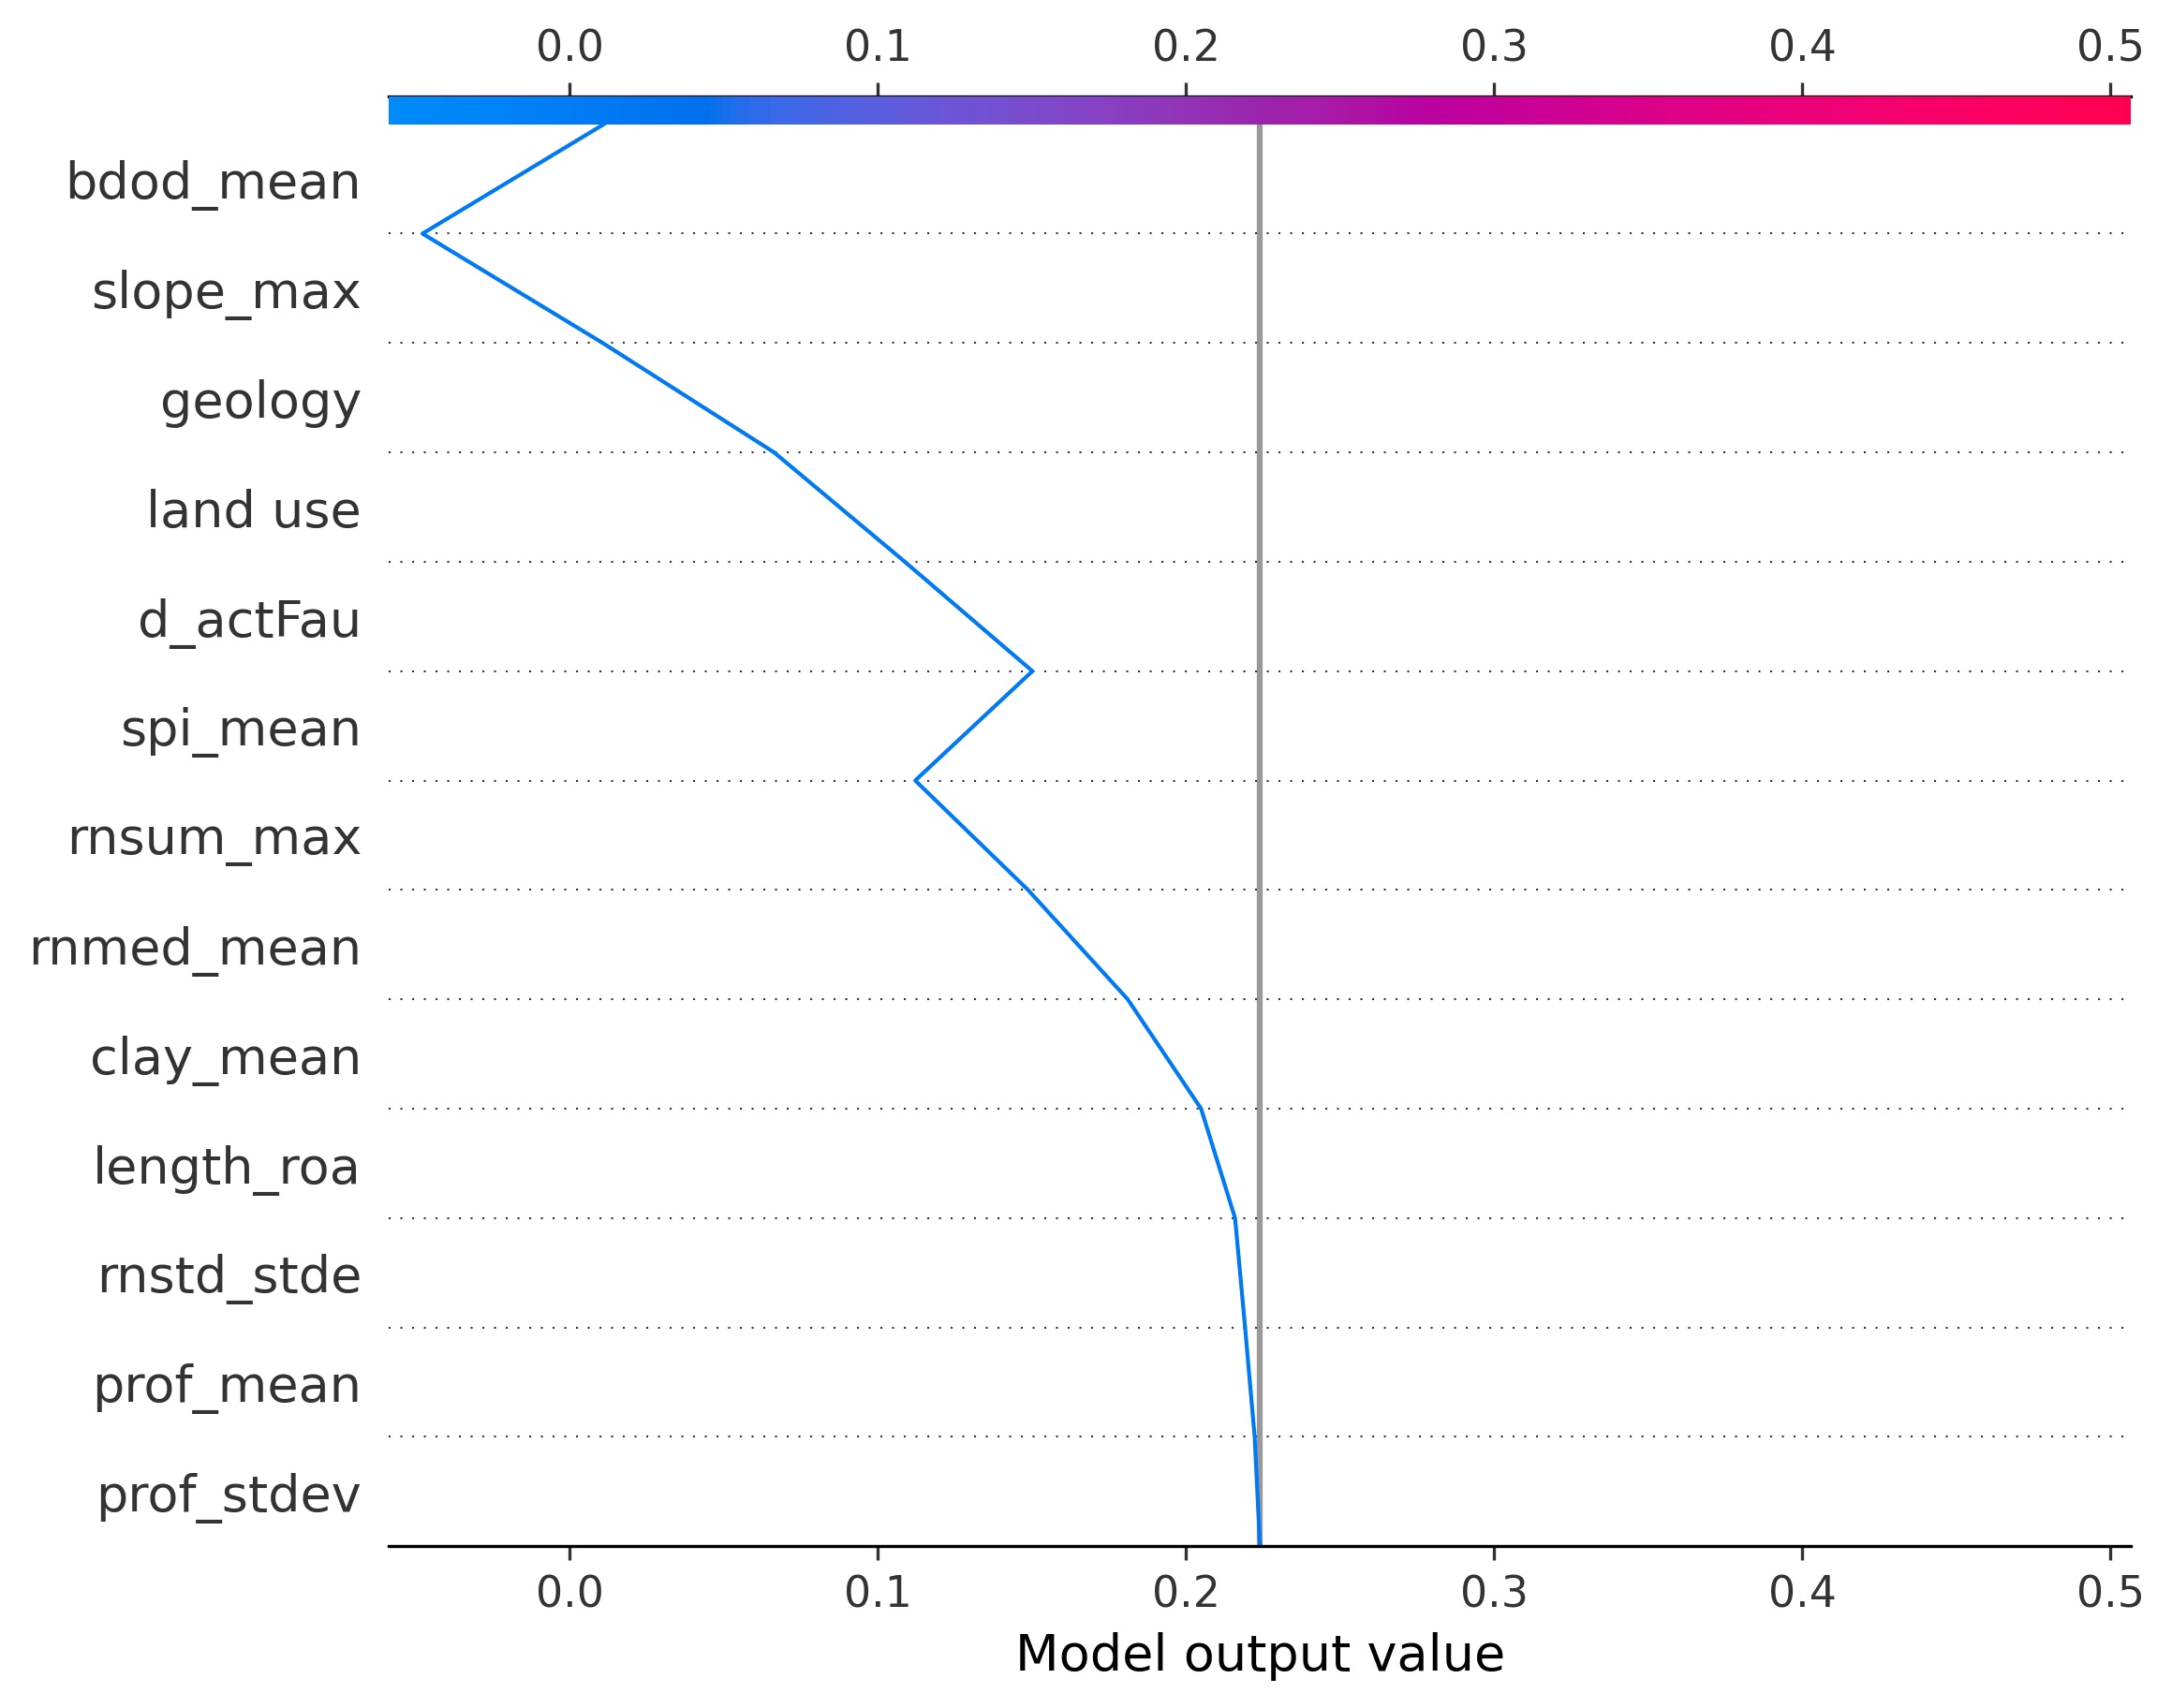 0.0 0.1 0.2 0.3 0.4 0.5
bdod_mean
slope_max
geology
land use
d_actFau
spi_mean
rnsum_max
rnmed_mean
clay_mean
length_roa
rnstd_stde
prof_mean
prof_stdev
0.0 0.1 0.2 0.3 0.4 0.5
Model output value